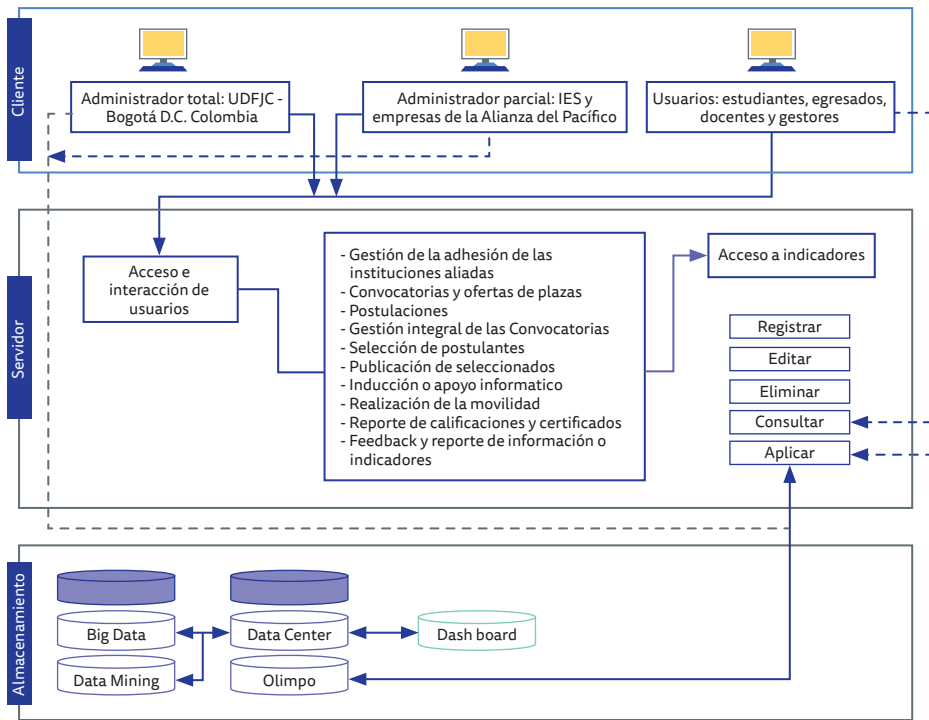 Cliente
Administrador total: UDFJC -
Bogotá D.C. Colombia
Administrador parcial: IES y
empresas de la Alianza del Pacífico
Usuarios: estudiantes, egresados,
docentes y gestores
Servidor
Acceso e
interacción de
usuarios
- Gestión de la adhesión de las
instituciones aliadas
- Convocatorias y ofertas de plazas
- Postulaciones
- Gestión integral de las Convocatorias
- Selección de postulantes
- Publicación de seleccionados
- Inducción o apoyo informatico
- Realización de la movilidad
- Reporte de calificaciones y certificados
- Feedback y reporte de información o
indicadores
Acceso a indicadores
Registrar
Editar
Eliminar
Consultar
Aplicar
Almacenamiento
Big Data
Data Center
Dash board
Data Mining
Olimpo